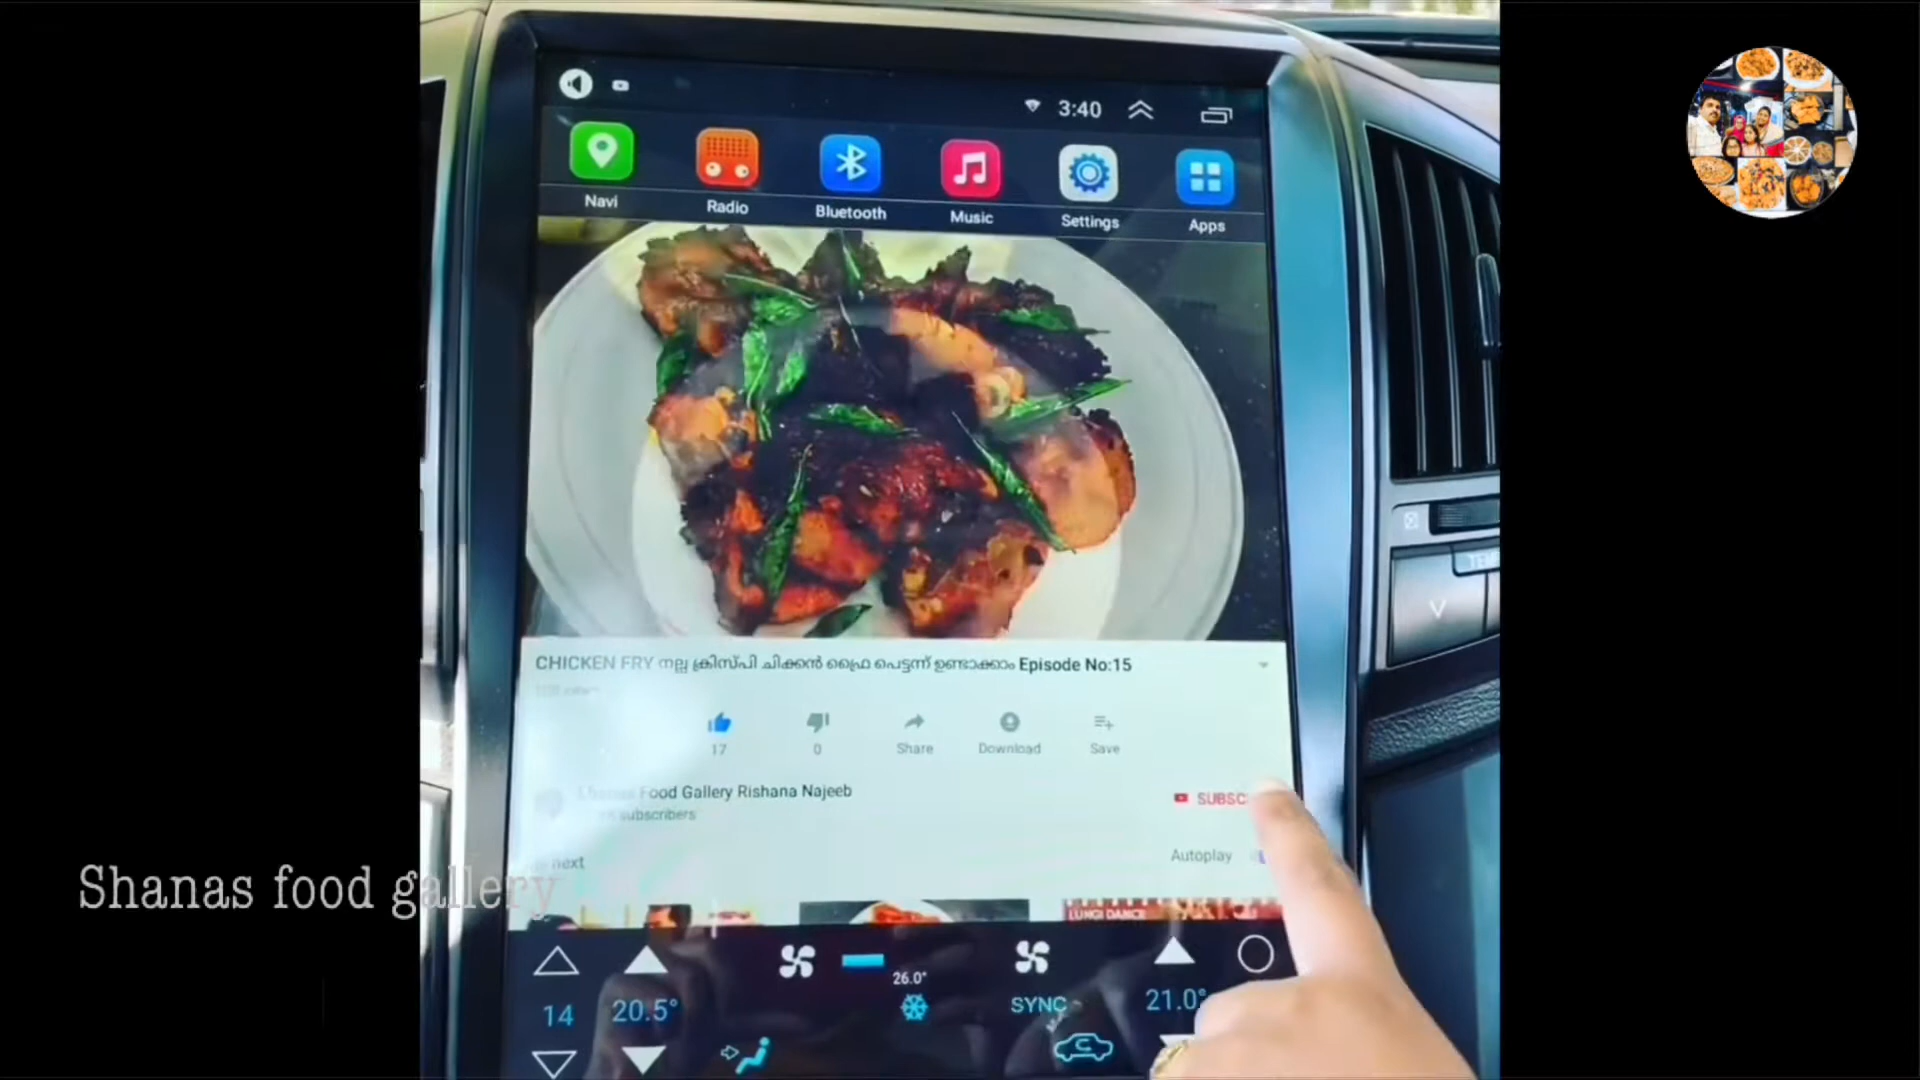 3:40
Navi Radio Bluetooth Music Settings Apps
CHICKEN FRY നല്ല ക്രിസ്പി ചിക്കൻ ഫ്രൈ പെട്ടന്ന് ഉണ്ടാക്കാം Episode No:15
17 0 Share Download Save
Food Gallery Rishana Najeeb
subscribers
next
Autoplay
Shanas food gallery
LUNGI DANCE
26.0°
14 20.5° SYNC 21.0°